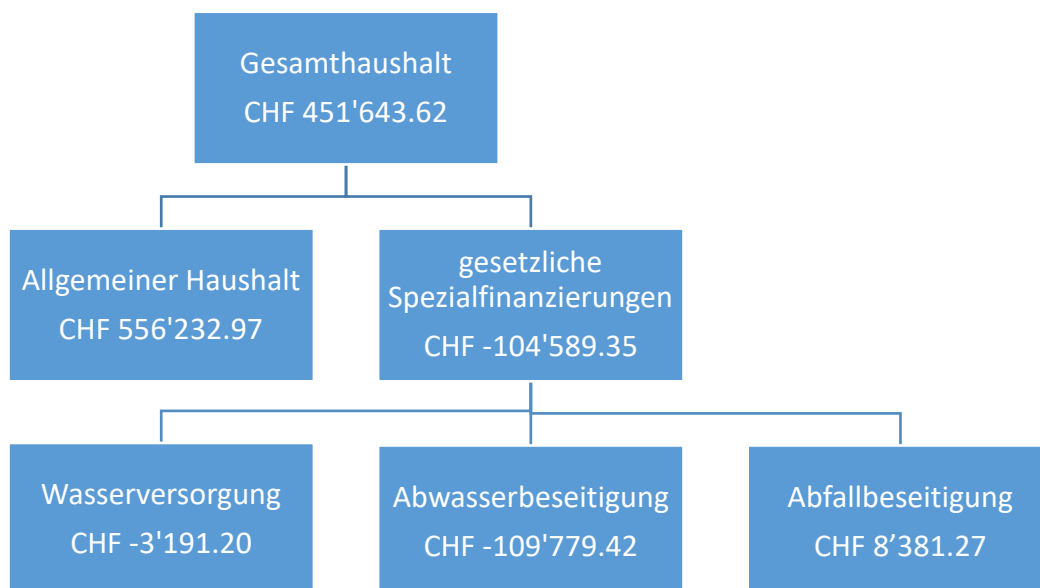 Gesamthaushalt
CHF 451'643.62
Allgemeiner Haushalt
CHF 556'232.97
gesetzliche
Spezialfinanzierungen
CHF -104'589.35
Wasserversorgung
CHF -3'191.20
Abwasserbeseitigung
CHF -109'779.42
Abfallbeseitigung
CHF 8’381.27